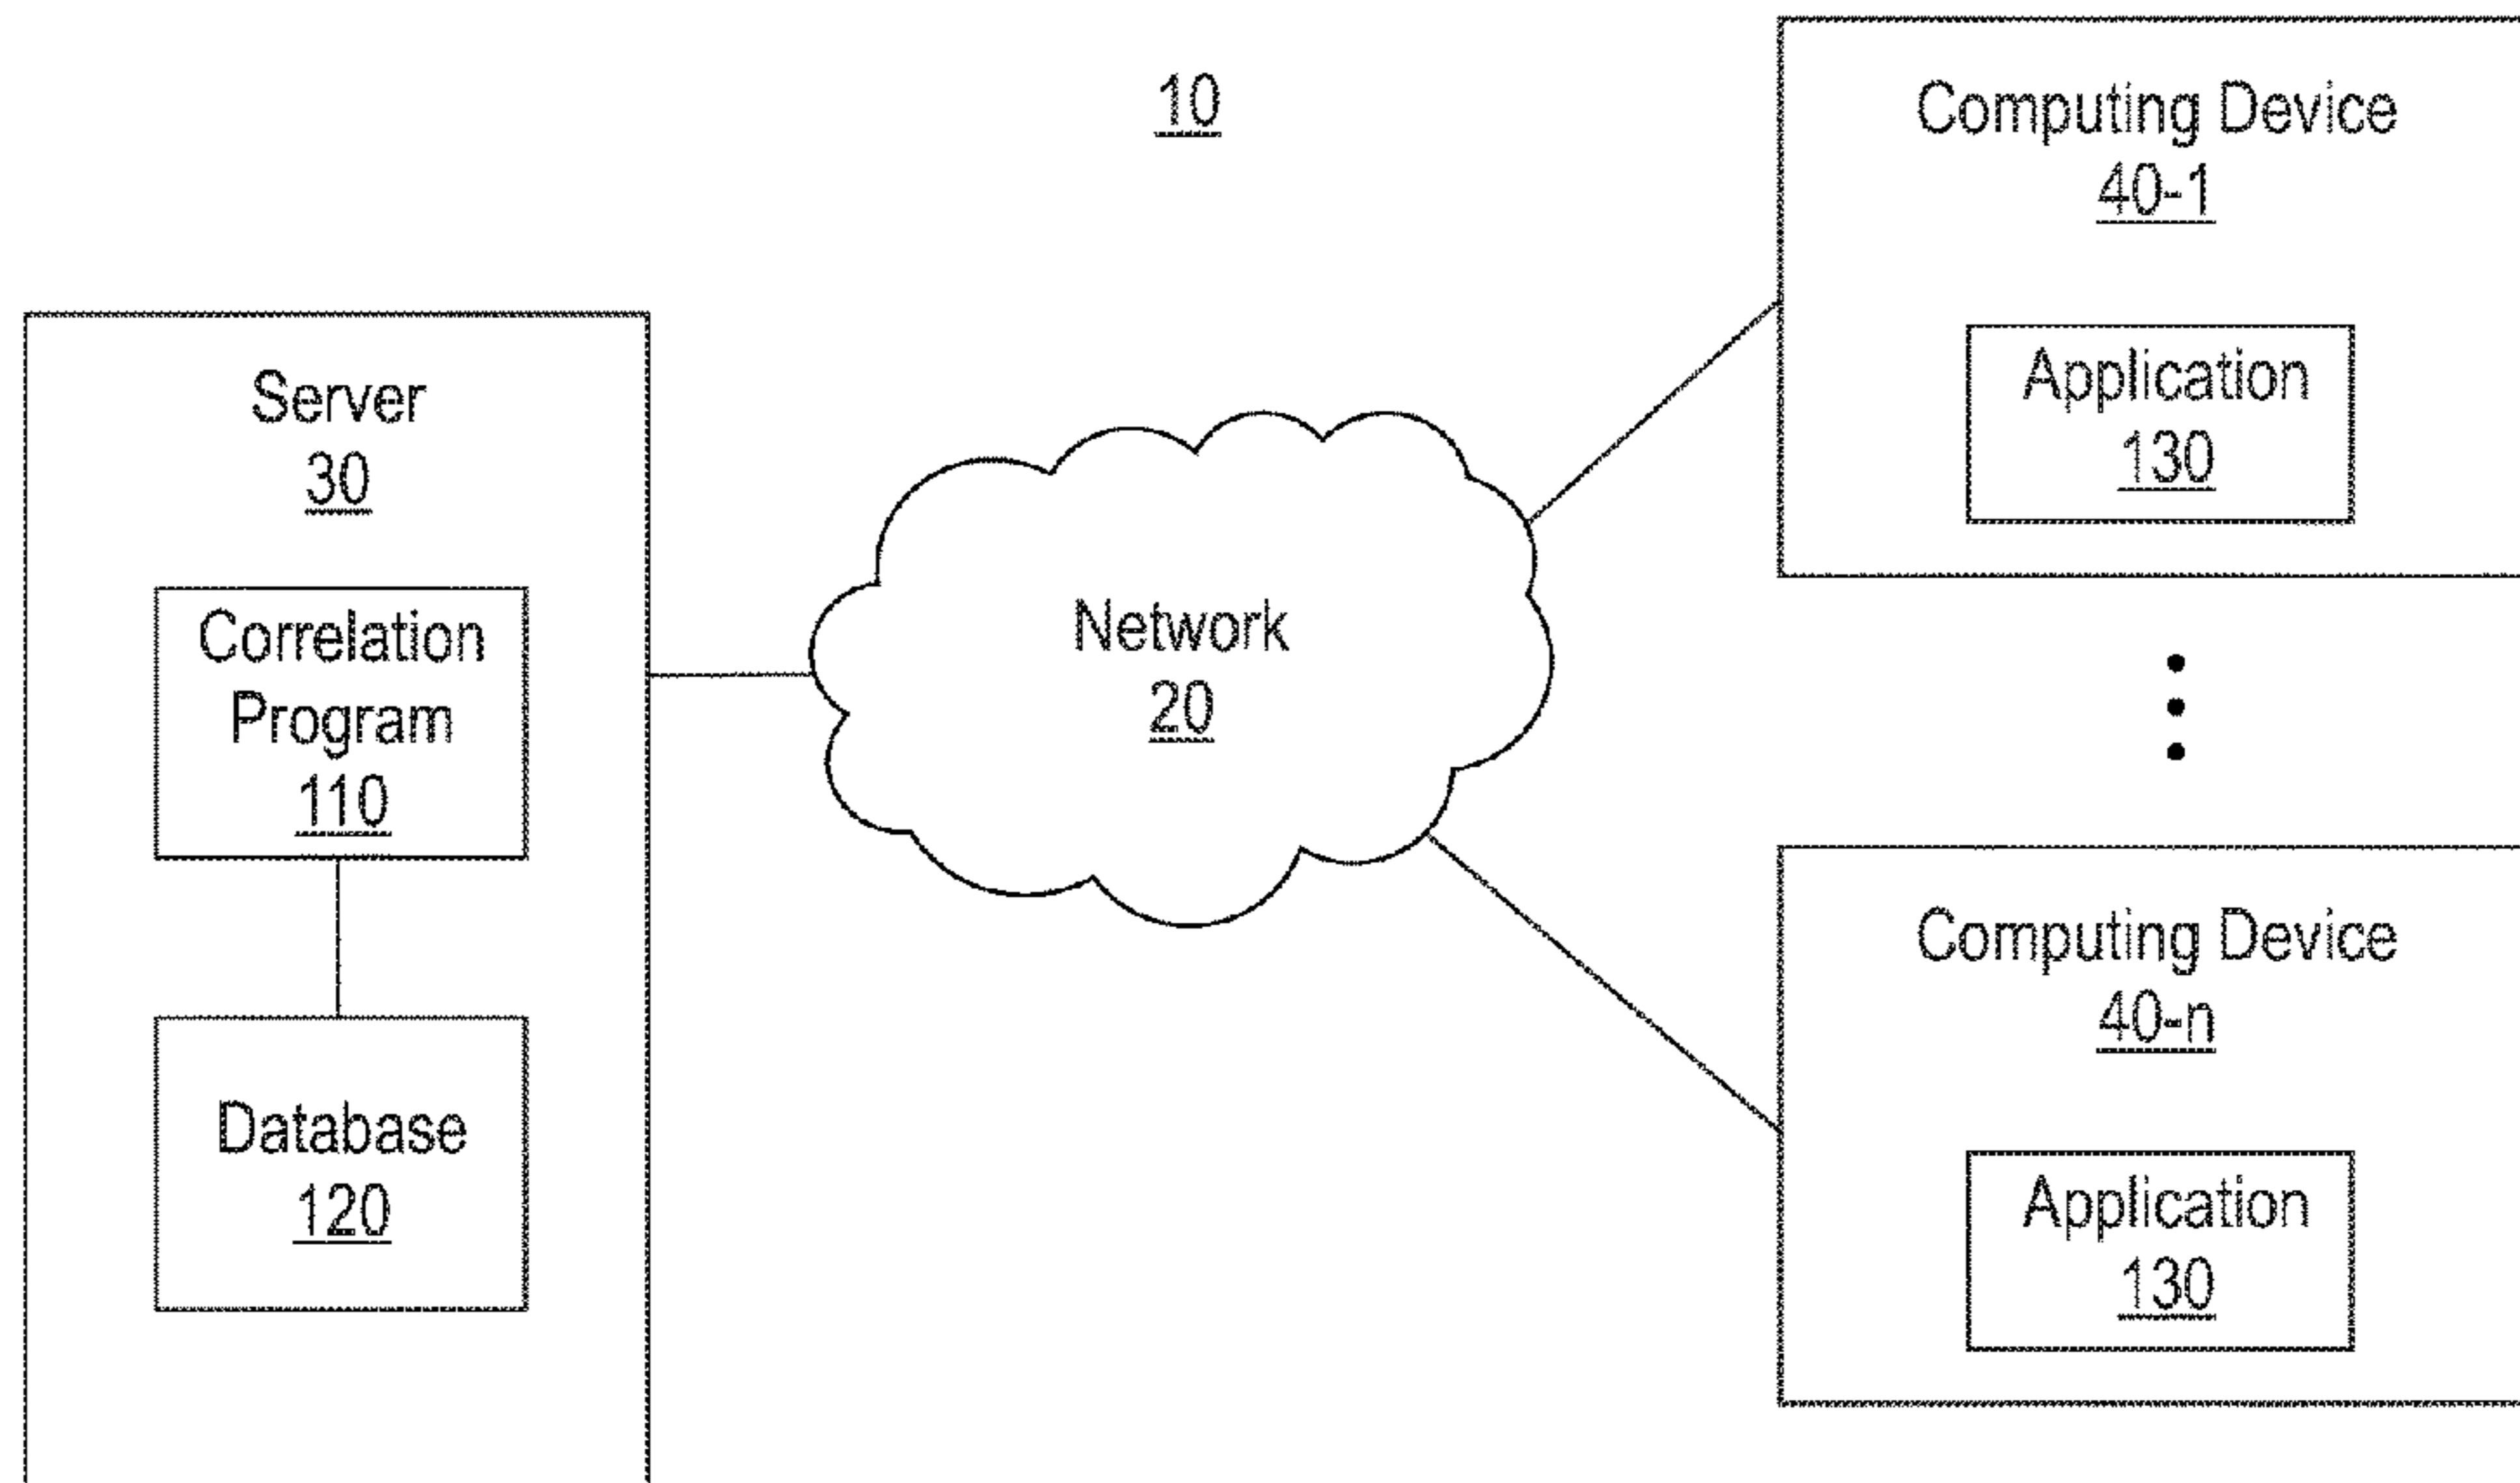 10
Server
30
Correlation
Program
110
Database
120
Network
20
Computing Device
40-1
Application
130
Computing Device
40-n
Application
130